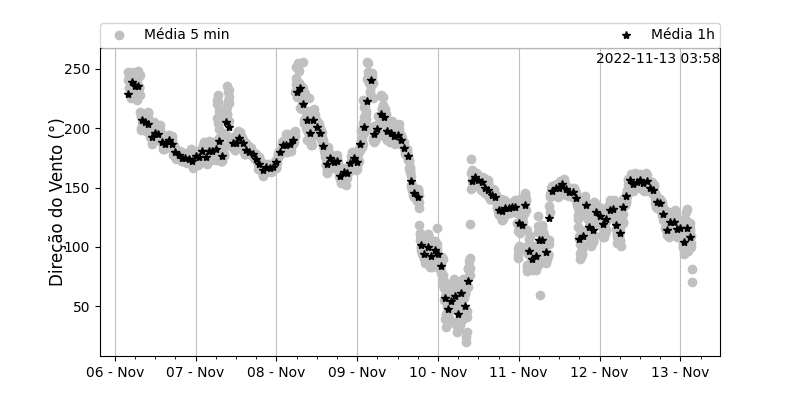 Média 5 min
Média 1h
2022-11-13 03:58
Direção do Vento (°)
250
200
150
100
50
06 - Nov
07 - Nov
08 - Nov
09 - Nov
10 - Nov
11 - Nov
12 - Nov
13 - Nov